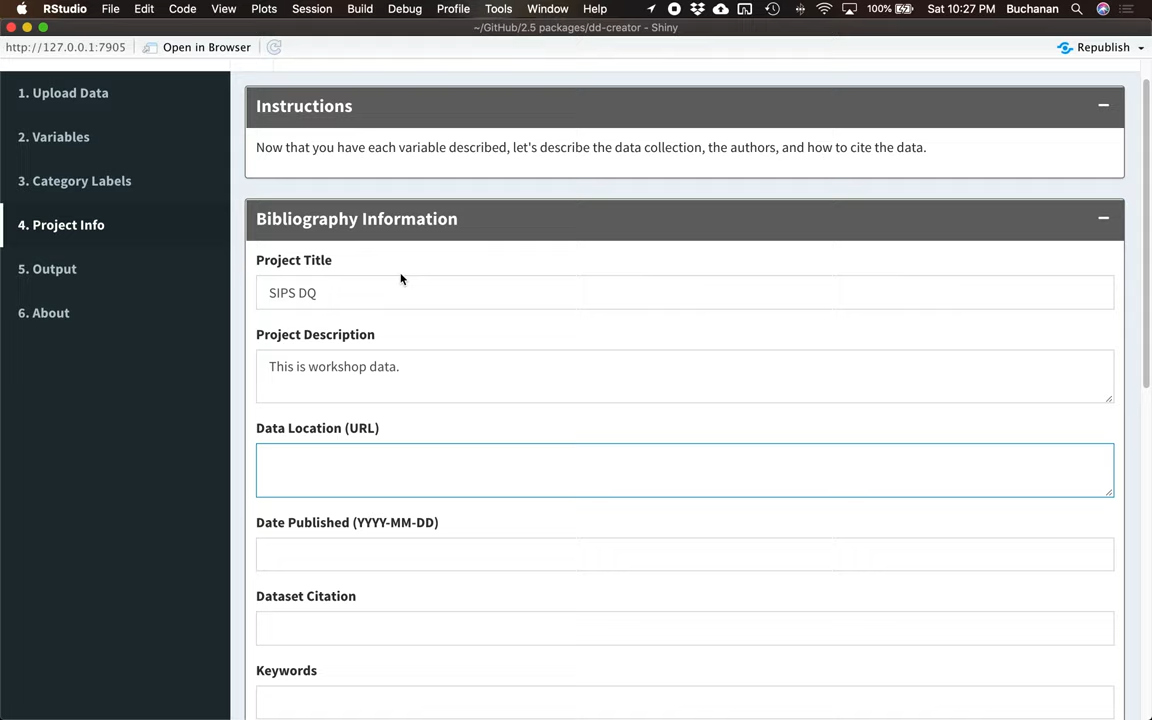 RStudio File Edit Code View Plots Session Build Debug Profile Tools Window Help 100% Sat 10:27 PM Buchanan
~/GitHub/2.5 packages/dd-creator - Shiny
http://127.0.0.1:7905 Open in Browser Republish
1. Upload Data
2. Variables
3. Category Labels
4. Project Info
5. Output
6. About
Instructions
Now that you have each variable described, let's describe the data collection, the authors, and how to cite the data.
Bibliography Information
Project Title
SIPS DQ
Project Description
This is workshop data.
Data Location (URL)
Date Published (YYYY-MM-DD)
Dataset Citation
Keywords